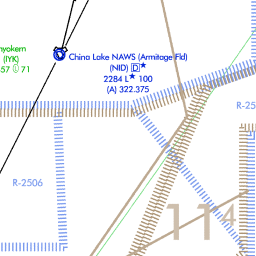 nyokern
(IYK)
57 ⓘ 71
China Lake NAWS (Armitage Fld)
(NID) D ★
2284 L★ 100
(A) 322.375
R-25
R-2506
114